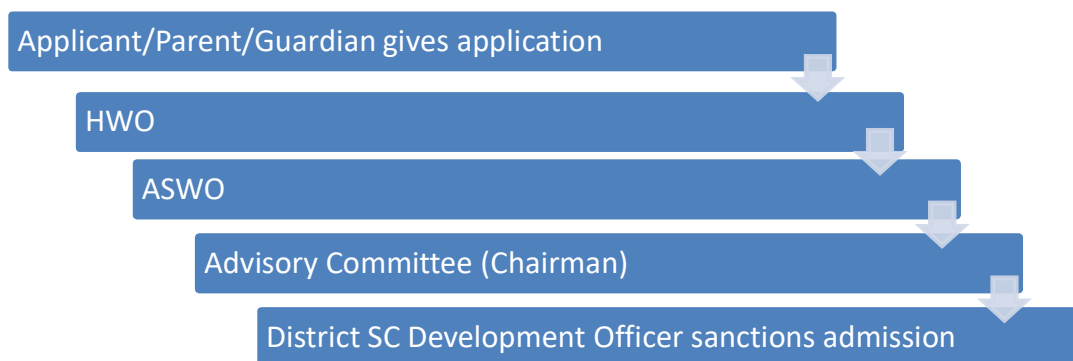 Applicant/Parent/Guardian gives application
HWO
ASWO
Advisory Committee (Chairman)
District SC Development Officer sanctions admission